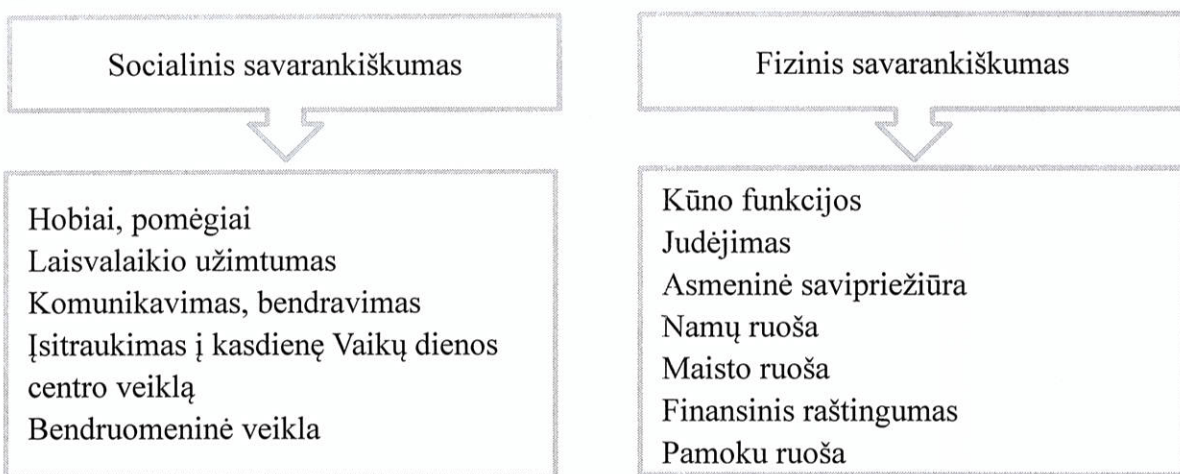 Socialinis savarankiškumas
Hobiai, pomėgiai
Laisvalaikio užimtumas
Komunikavimas, bendravimas
Įsitraukimas į kasdienę Vaikų dienos
centro veiklą
Bendruomeninė veikla
Fizinis savarankiškumas
Kūno funkcijos
Judėjimas
Asmeninė savipriežiūra
Namų ruoša
Maisto ruoša
Finansinis raštingumas
Pamoku ruoša